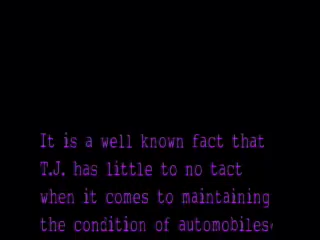 It is a well known fact that
T.J. has little to no tact
when it comes to maintaining
the condition of automobiles,